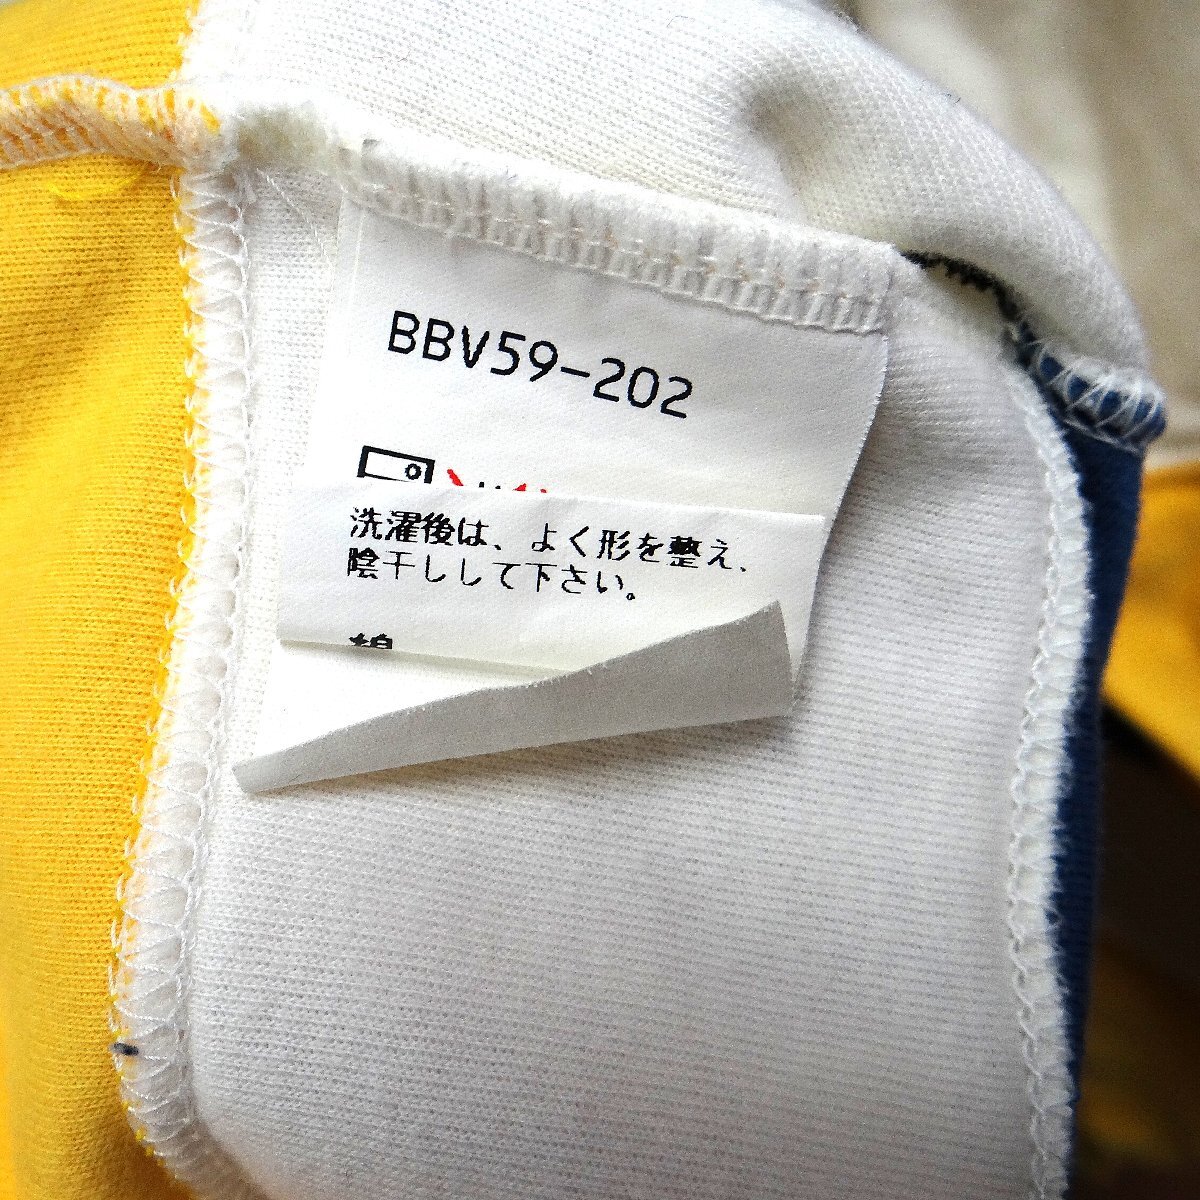 BBV59-202
洗濯後は、よく形を整え、
陰干しして下さい。
綿